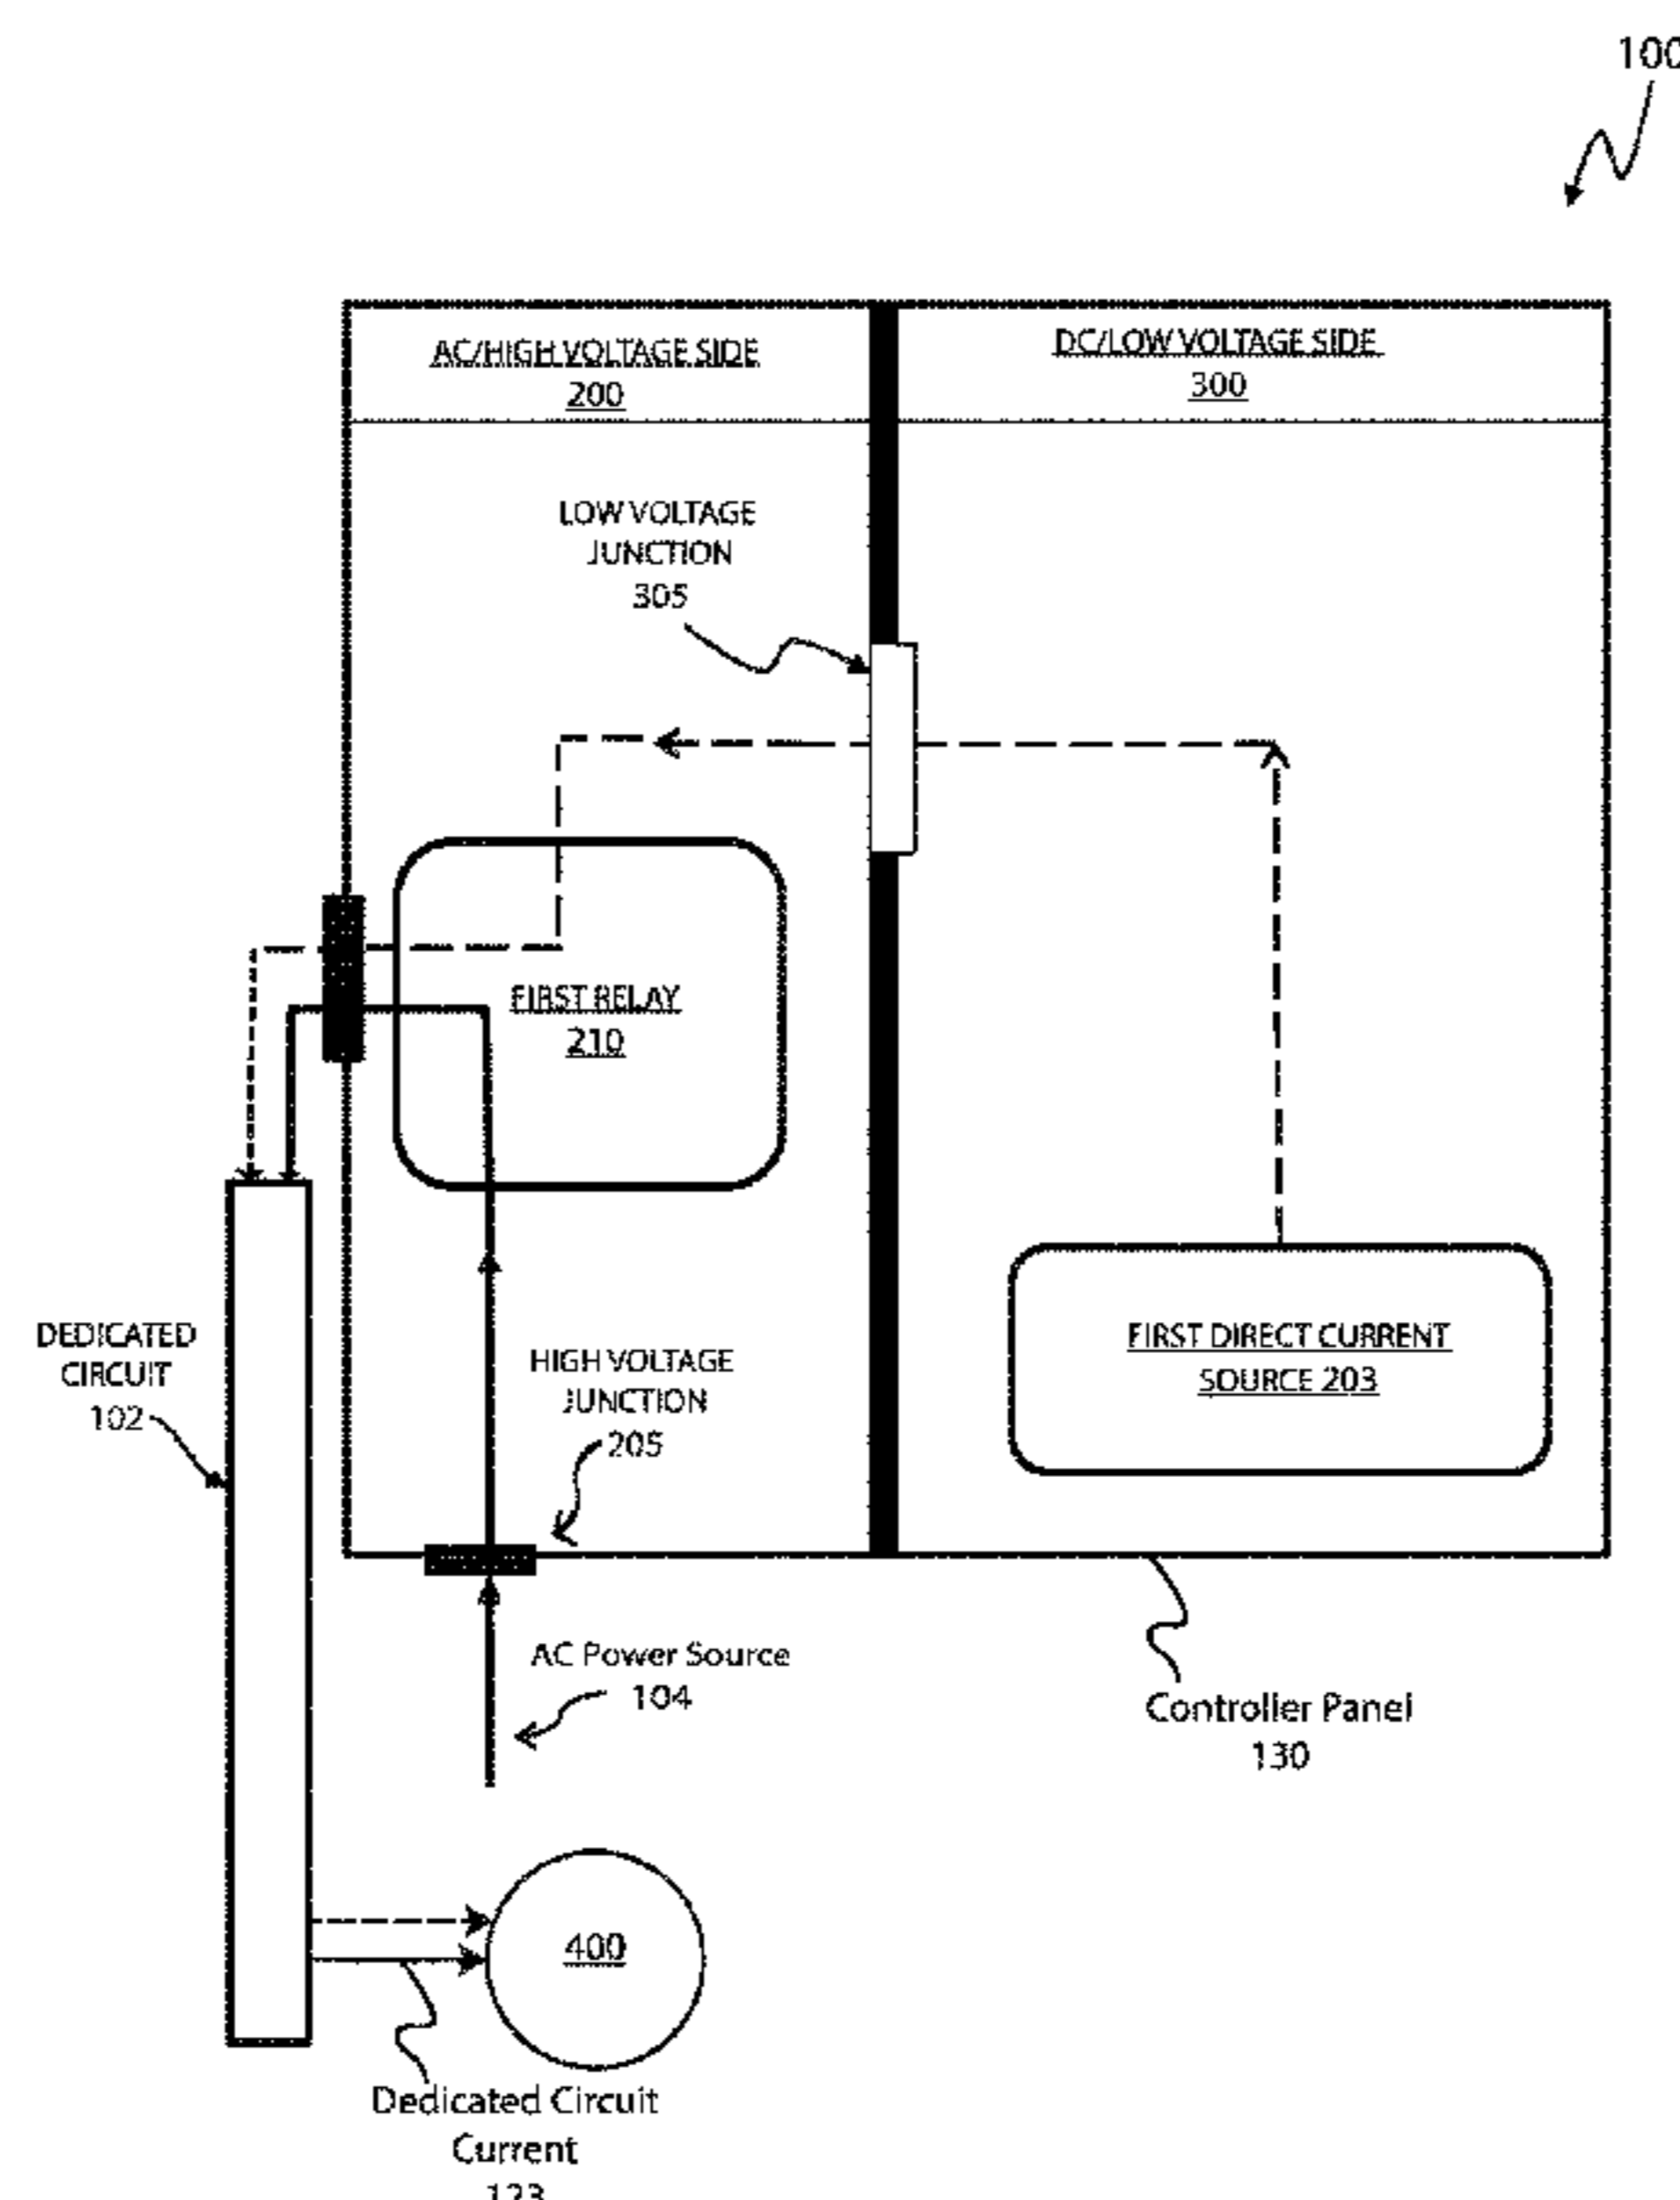 100
AC/HIGH VOLTAGE SIDE
200
DC/LOW VOLTAGE SIDE
300
LOW VOLTAGE
JUNCTION
305
FIRST RELAY
210
DEDICATED
CIRCUIT
102
HIGH VOLTAGE
JUNCTION
205
FIRST DIRECT CURRENT
SOURCE 203
AC Power Source
104
Controller Panel
130
400
Dedicated Circuit
Current
123